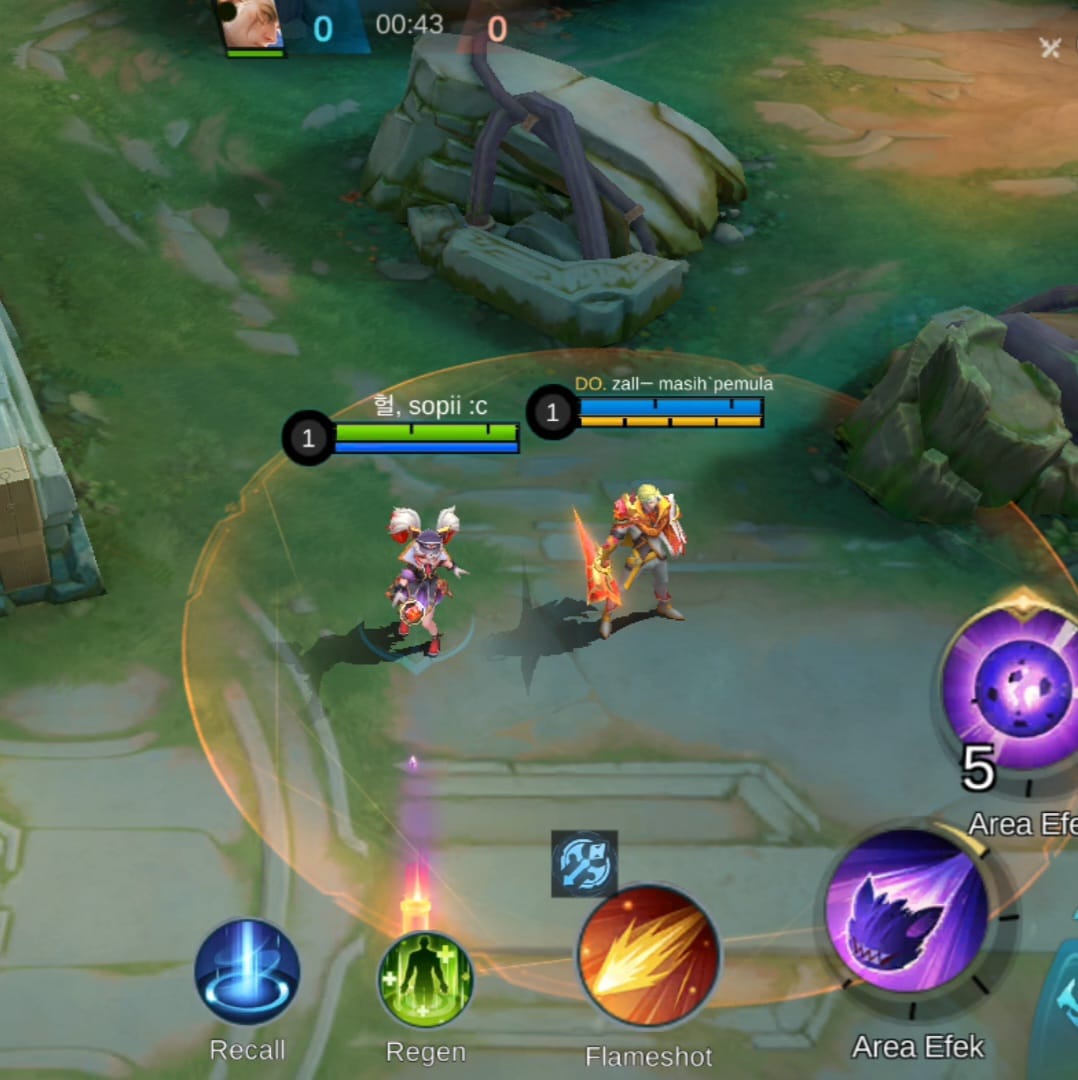 0 00:43 0
DO. zall— masih`pemula
헐, sopii :c
1
1
5
Area Efe
Area Efek
Recall
Regen
Flameshot